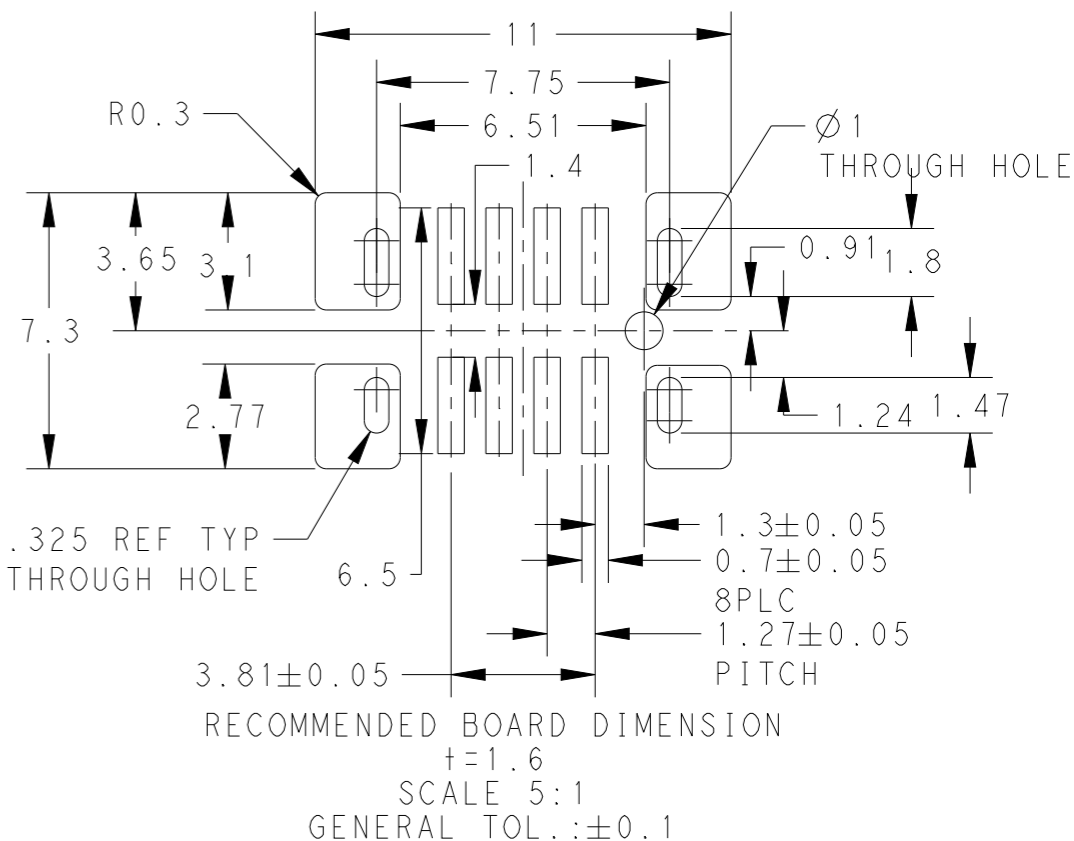 11
7.75
R0.3
6.51
Ø1
THROUGH HOLE
1.4
3.65
3.1
0.91
1.8
7.3
2.77
1.24
1.47
.325 REF TYP
THROUGH HOLE
6.5
1.3±0.05
0.7±0.05
8PLC
1.27±0.05
PITCH
3.81±0.05
RECOMMENDED BOARD DIMENSION
t=1.6
SCALE 5:1
GENERAL TOL.:±0.1